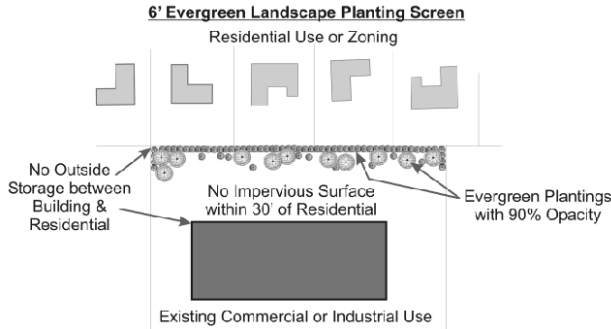 6' Evergreen Landscape Planting Screen
Residential Use or Zoning
No Outside
Storage between
Building &
Residential
No Impervious Surface
within 30' of Residential
Evergreen Plantings
with 90% Opacity
Existing Commercial or Industrial Use